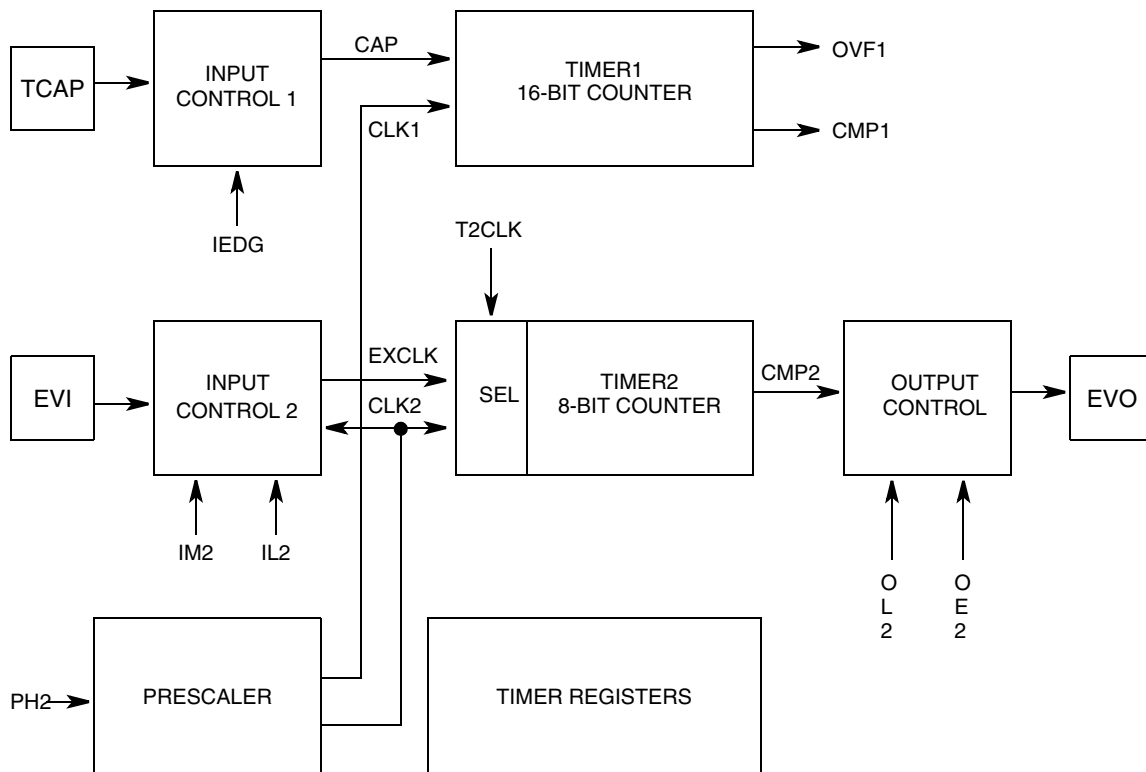 TCAP
INPUT
CONTROL 1
CAP
CLK1
TIMER1
16-BIT COUNTER
OVF1
CMP1
IEDG
T2CLK
EVI
INPUT
CONTROL 2
EXCLK
CLK2
SEL
TIMER2
8-BIT COUNTER
CMP2
OUTPUT
CONTROL
EVO
IM2
IL2
OL2
OE2
PH2
PRESCALER
TIMER REGISTERS